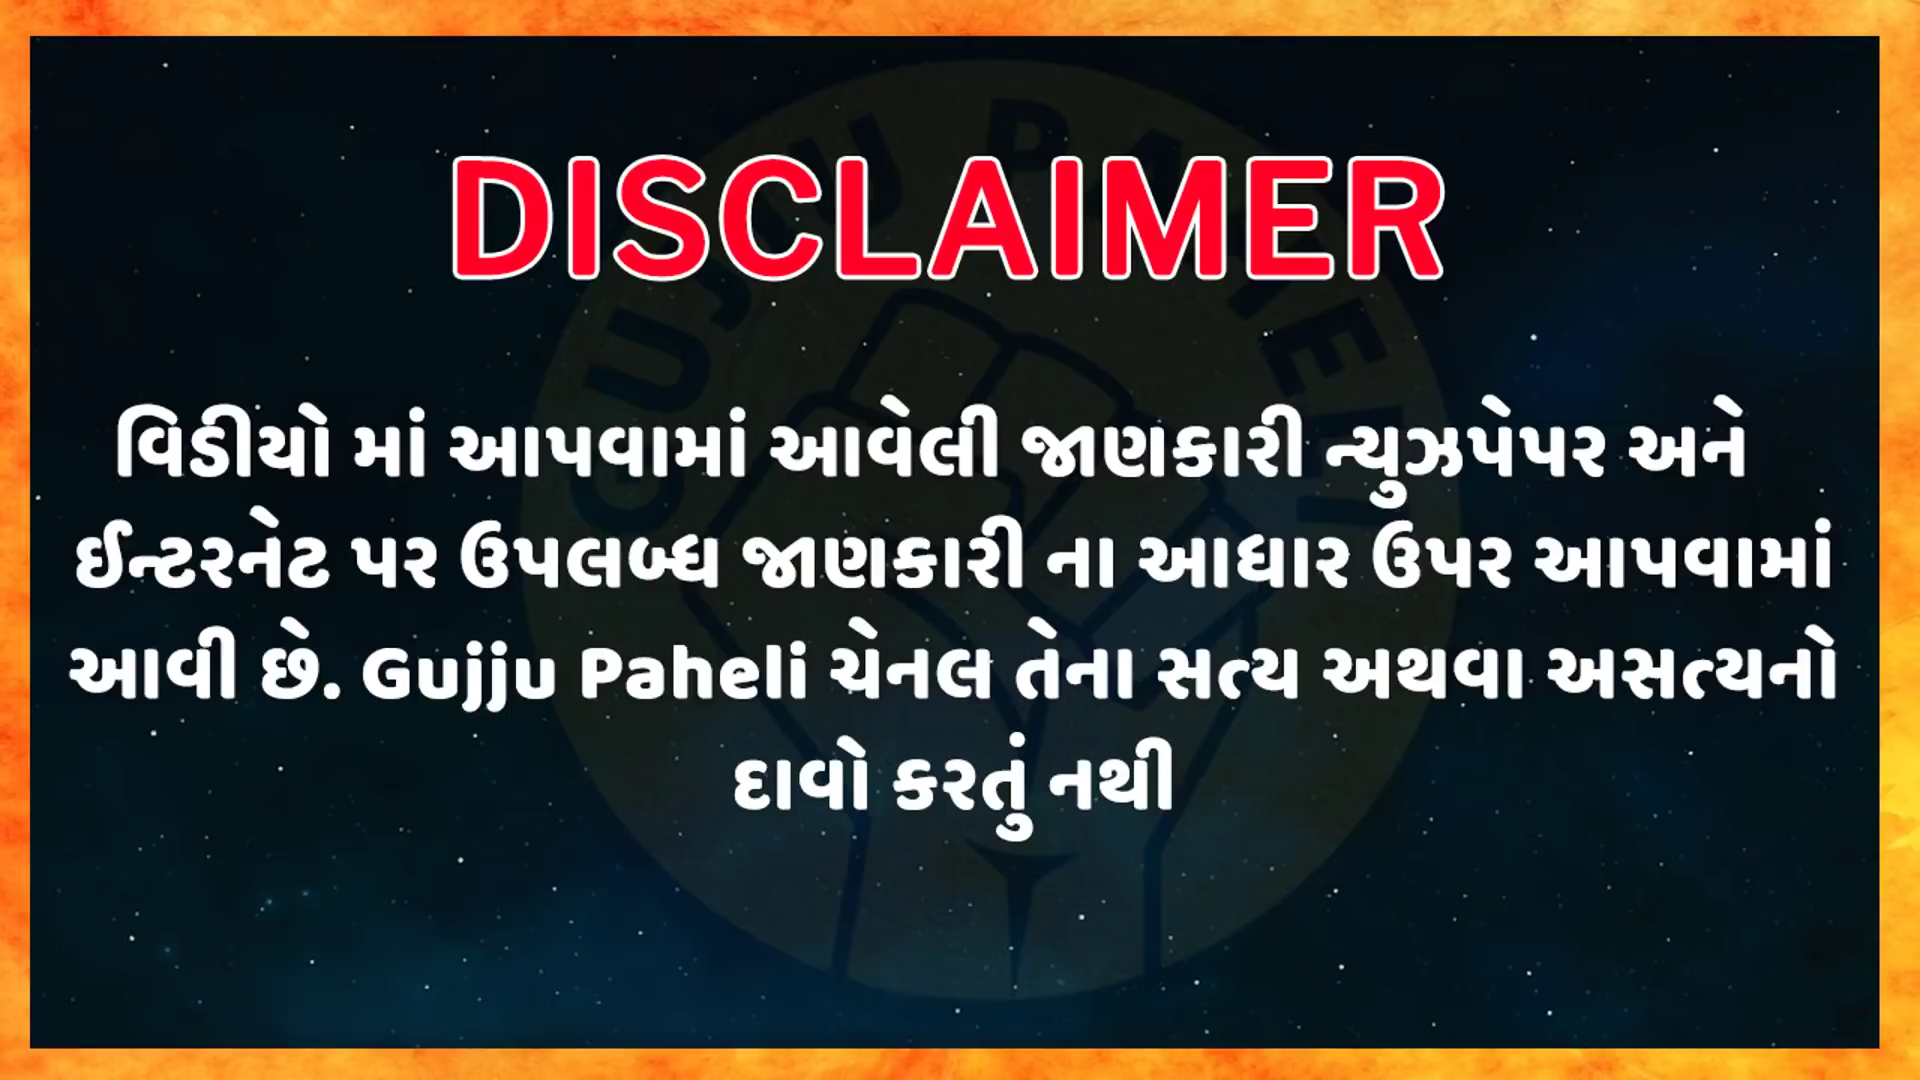 DISCLAIMER
વિડીયો માં આપવામાં આવેલી જાણકારી ન્યુઝપેપર અને
ઈન્ટરનેટ પર ઉપલબ્ધ જાણકારી ના આધાર ઉપર આપવામાં
આવી છે. Gujju Paheli ચેનલ તેના સત્ય અથવા અસત્યનો
દાવો કરતું નથી